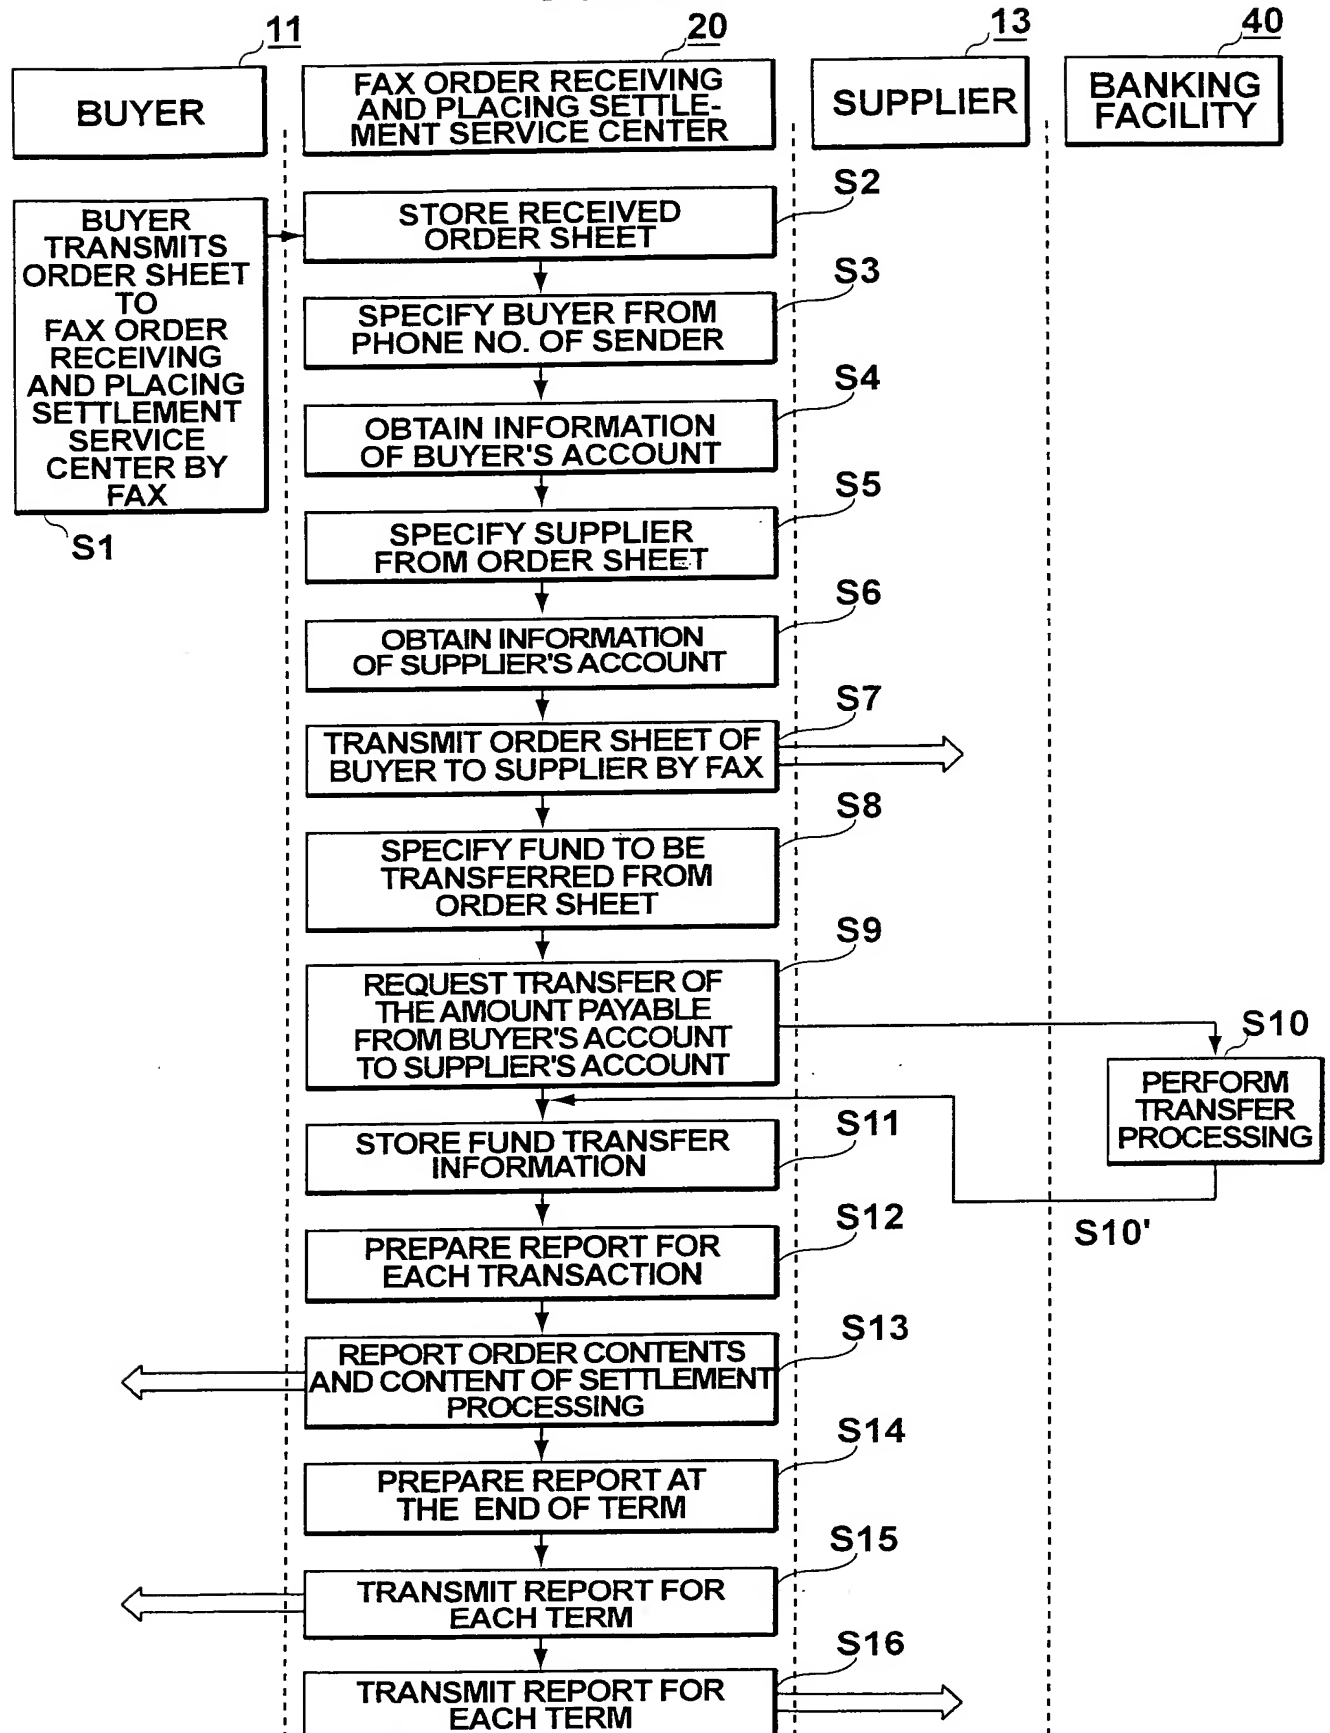 11
20
13
40
BUYER
FAX ORDER RECEIVING
AND PLACING SETTLE-
MENT SERVICE CENTER
SUPPLIER
BANKING
FACILITY
BUYER
TRANSMITS
ORDER SHEET
TO
FAX ORDER
RECEIVING
AND PLACING
SETTLEMENT
SERVICE
CENTER BY
FAX
S1
S2
STORE RECEIVED
ORDER SHEET
S3
SPECIFY BUYER FROM
PHONE NO. OF SENDER
S4
OBTAIN INFORMATION
OF BUYER'S ACCOUNT
S5
SPECIFY SUPPLIER
FROM ORDER SHEET
S6
OBTAIN INFORMATION
OF SUPPLIER'S ACCOUNT
S7
TRANSMIT ORDER SHEET OF
BUYER TO SUPPLIER BY FAX
S8
SPECIFY FUND TO BE
TRANSFERRED FROM
ORDER SHEET
S9
REQUEST TRANSFER OF
THE AMOUNT PAYABLE
FROM BUYER'S ACCOUNT
TO SUPPLIER'S ACCOUNT
S10
PERFORM
TRANSFER
PROCESSING
S10'
S11
STORE FUND TRANSFER
INFORMATION
S12
PREPARE REPORT FOR
EACH TRANSACTION
S13
REPORT ORDER CONTENTS
AND CONTENT OF SETTLEMENT
PROCESSING
S14
PREPARE REPORT AT
THE END OF TERM
S15
TRANSMIT REPORT FOR
EACH TERM
S16
TRANSMIT REPORT FOR
EACH TERM